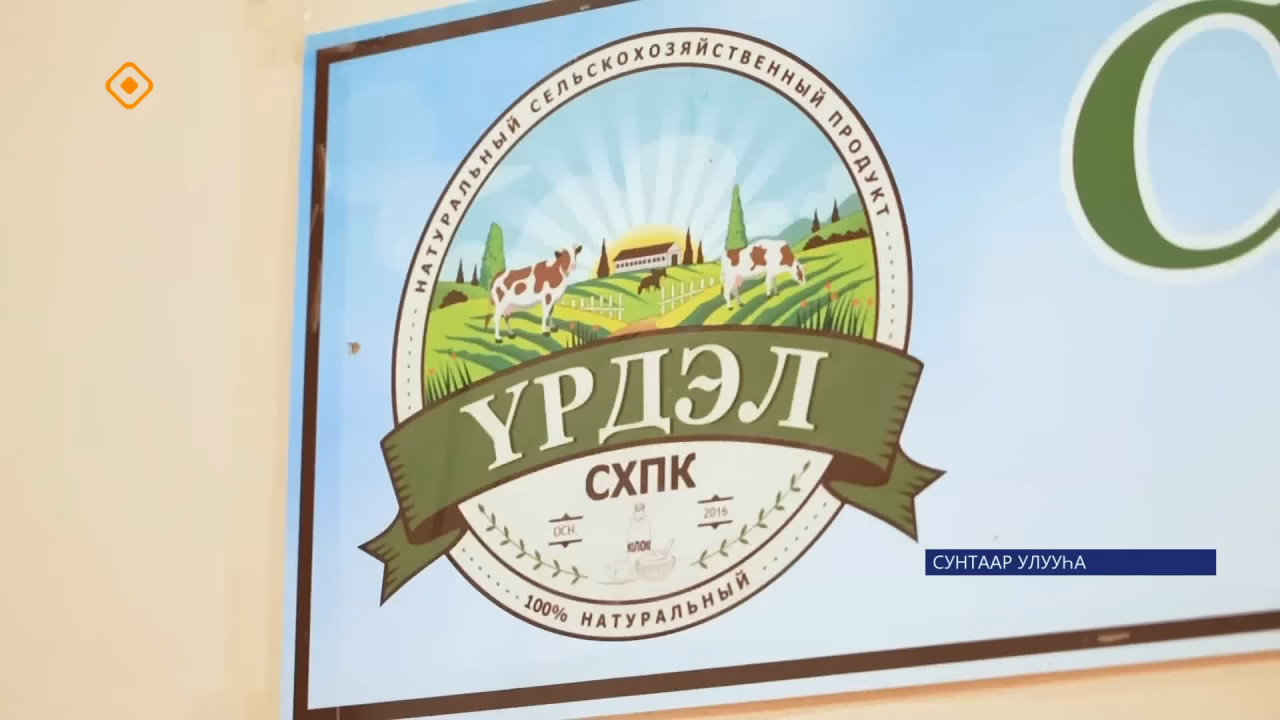 НАТУРАЛЬНЫЙ СЕЛЬСКОХОЗЯЙСТВЕННЫЙ ПРОДУКТ
ҮРДЭЛ
СХПК
ОСН. 2016
100% НАТУРАЛЬНЫЙ
С
СУНТААР УЛУУҺА